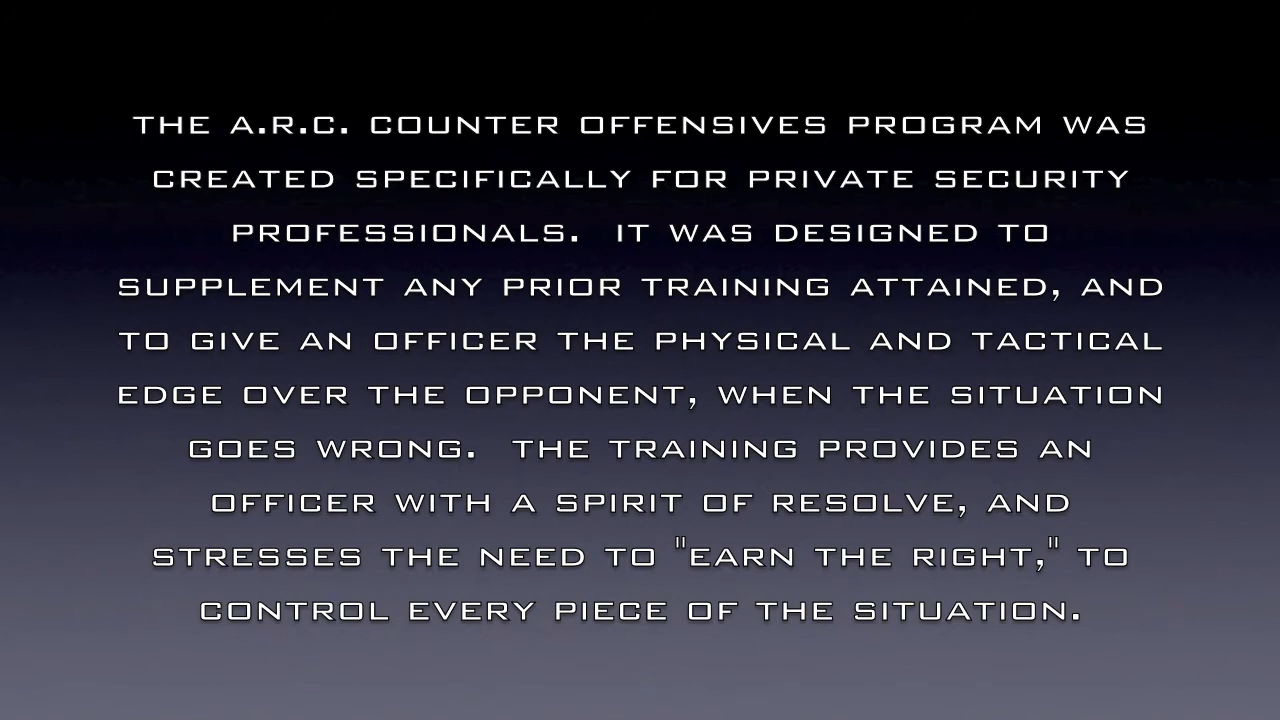 THE A.R.C. COUNTER OFFENSIVES PROGRAM WAS
CREATED SPECIFICALLY FOR PRIVATE SECURITY
PROFESSIONALS.  IT WAS DESIGNED TO
SUPPLEMENT ANY PRIOR TRAINING ATTAINED, AND
TO GIVE AN OFFICER THE PHYSICAL AND TACTICAL
EDGE OVER THE OPPONENT, WHEN THE SITUATION
GOES WRONG.  THE TRAINING PROVIDES AN
OFFICER WITH A SPIRIT OF RESOLVE, AND
STRESSES THE NEED TO "EARN THE RIGHT," TO
CONTROL EVERY PIECE OF THE SITUATION.